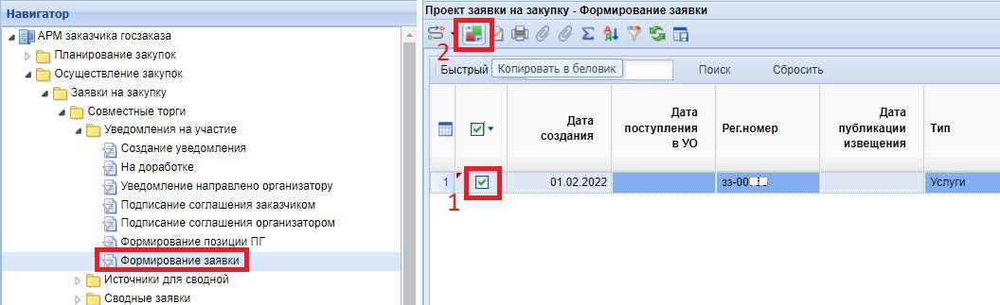 Навигатор
АРМ заказчика госзаказа
Планирование закупок
Осуществление закупок
Заявки на закупку
Совместные торги
Уведомления на участие
Создание уведомления
На доработке
Уведомление направлено организатору
Подписание соглашения заказчиком
Подписание соглашения организатором
Формирование позиции ПГ
Формирование заявки
Источники для сводной
Сводные заявки
Проект заявки на закупку - Формирование заявки
2
Быстрый
Копировать в беловик
Поиск
Сбросить
Дата создания
Дата поступления в УО
Рег.номер
Дата публикации извещения
Тип
1
01.02.2022
зз-00
Услуги
1